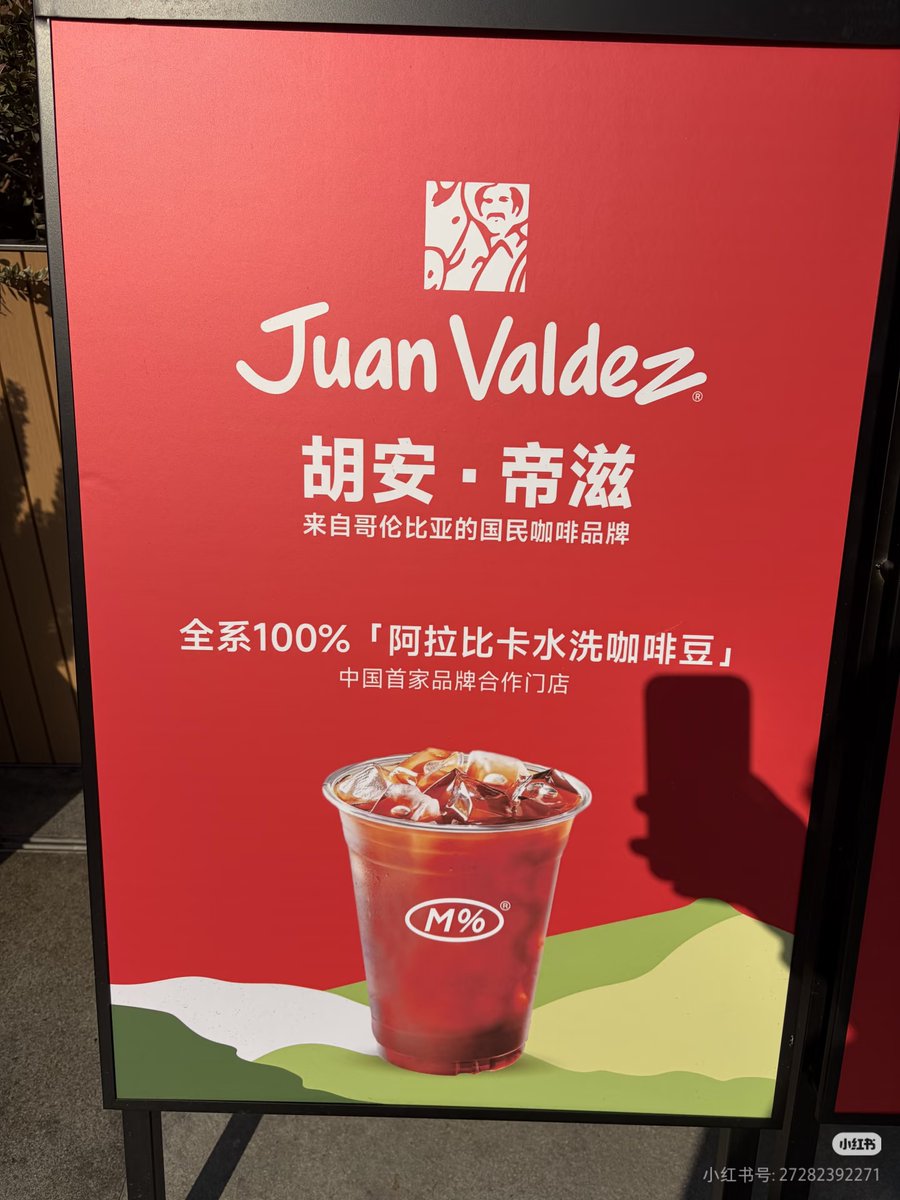 Juan Valdez®
胡安·帝滋
来自哥伦比亚的国民咖啡品牌
全系100%「阿拉比卡水洗咖啡豆」
中国首家品牌合作门店
M%®
小红书
小红书号: 27282392271